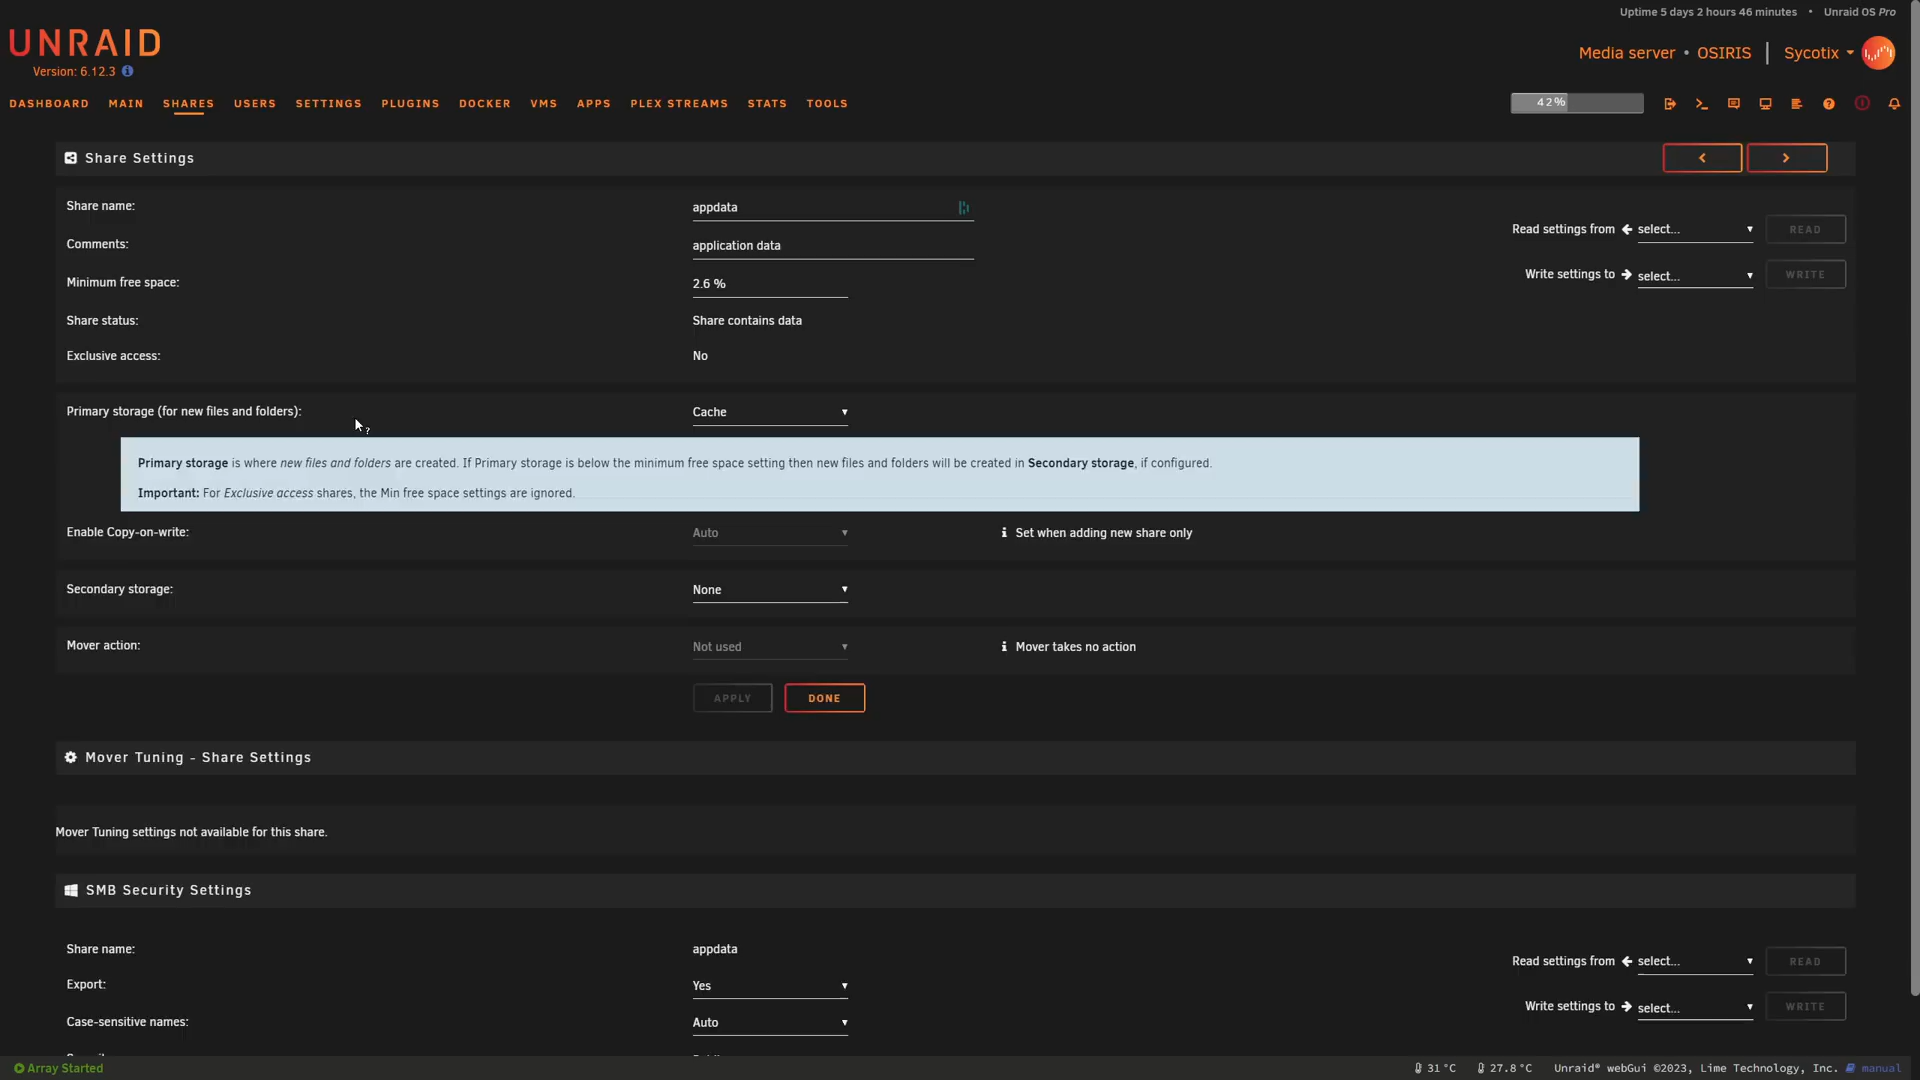 Uptime 5 days 2 hours 46 minutes • Unraid OS Pro
UNRAID
Version: 6.12.3
Media server • OSIRIS | Sycotix
DASHBOARD MAIN SHARES USERS SETTINGS PLUGINS DOCKER VMS APPS PLEX STREAMS STATS TOOLS
42%
Share Settings
Share name: appdata
Comments: application data
Minimum free space: 2.6 %
Share status: Share contains data
Exclusive access: No
Read settings from select... READ
Write settings to select... WRITE
Primary storage (for new files and folders): Cache
Primary storage is where new files and folders are created. If Primary storage is below the minimum free space setting then new files and folders will be created in Secondary storage, if configured.
Important: For Exclusive access shares, the Min free space settings are ignored.
Enable Copy-on-write: Auto Set when adding new share only
Secondary storage: None
Mover action: Not used Mover takes no action
APPLY DONE
Mover Tuning - Share Settings
Mover Tuning settings not available for this share.
SMB Security Settings
Share name: appdata
Export: Yes
Case-sensitive names: Auto
Read settings from select... READ
Write settings to select... WRITE
Array Started
31 °C 27.8 °C Unraid® webGui ©2023, Lime Technology, Inc. manual